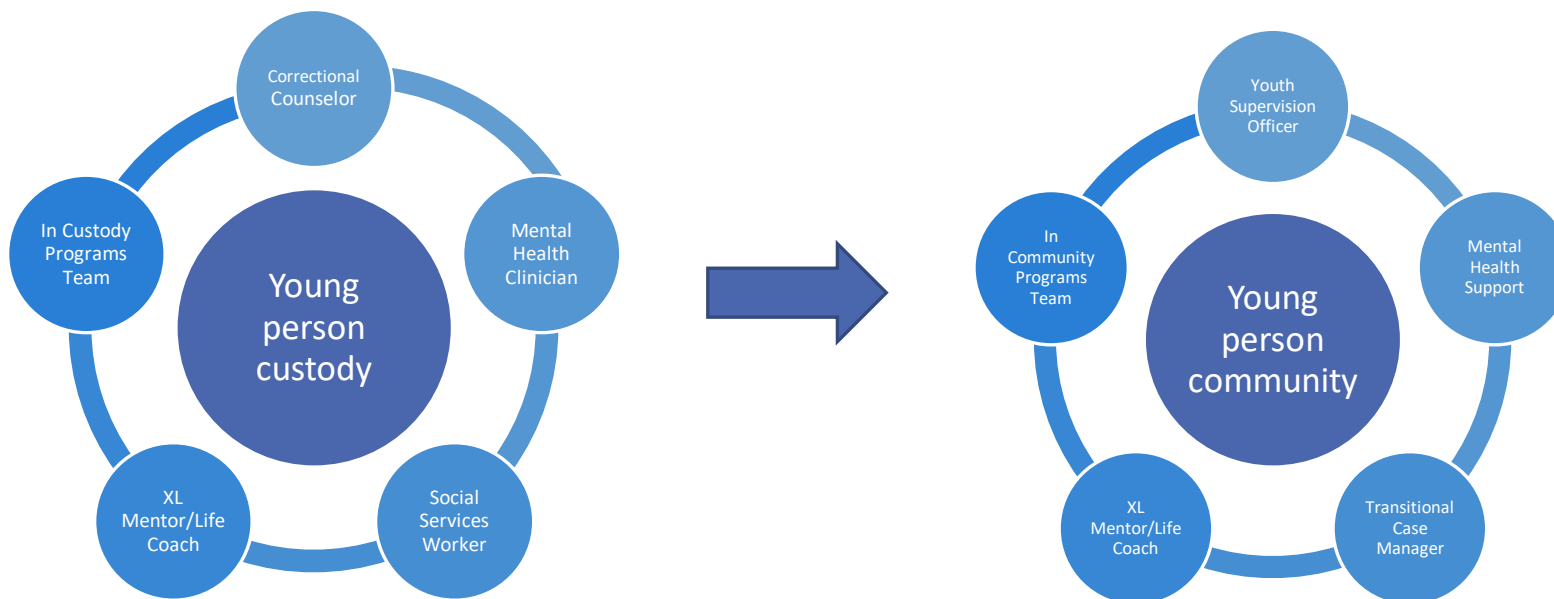 Correctional
Counselor
Mental
Health
Clinician
Social
Services
Worker
XL
Mentor/Life
Coach
In Custody
Programs
Team
Young
person
custody
Youth
Supervision
Officer
Mental
Health
Support
Transitional
Case
Manager
XL
Mentor/Life
Coach
In
Community
Programs
Team
Young
person
community